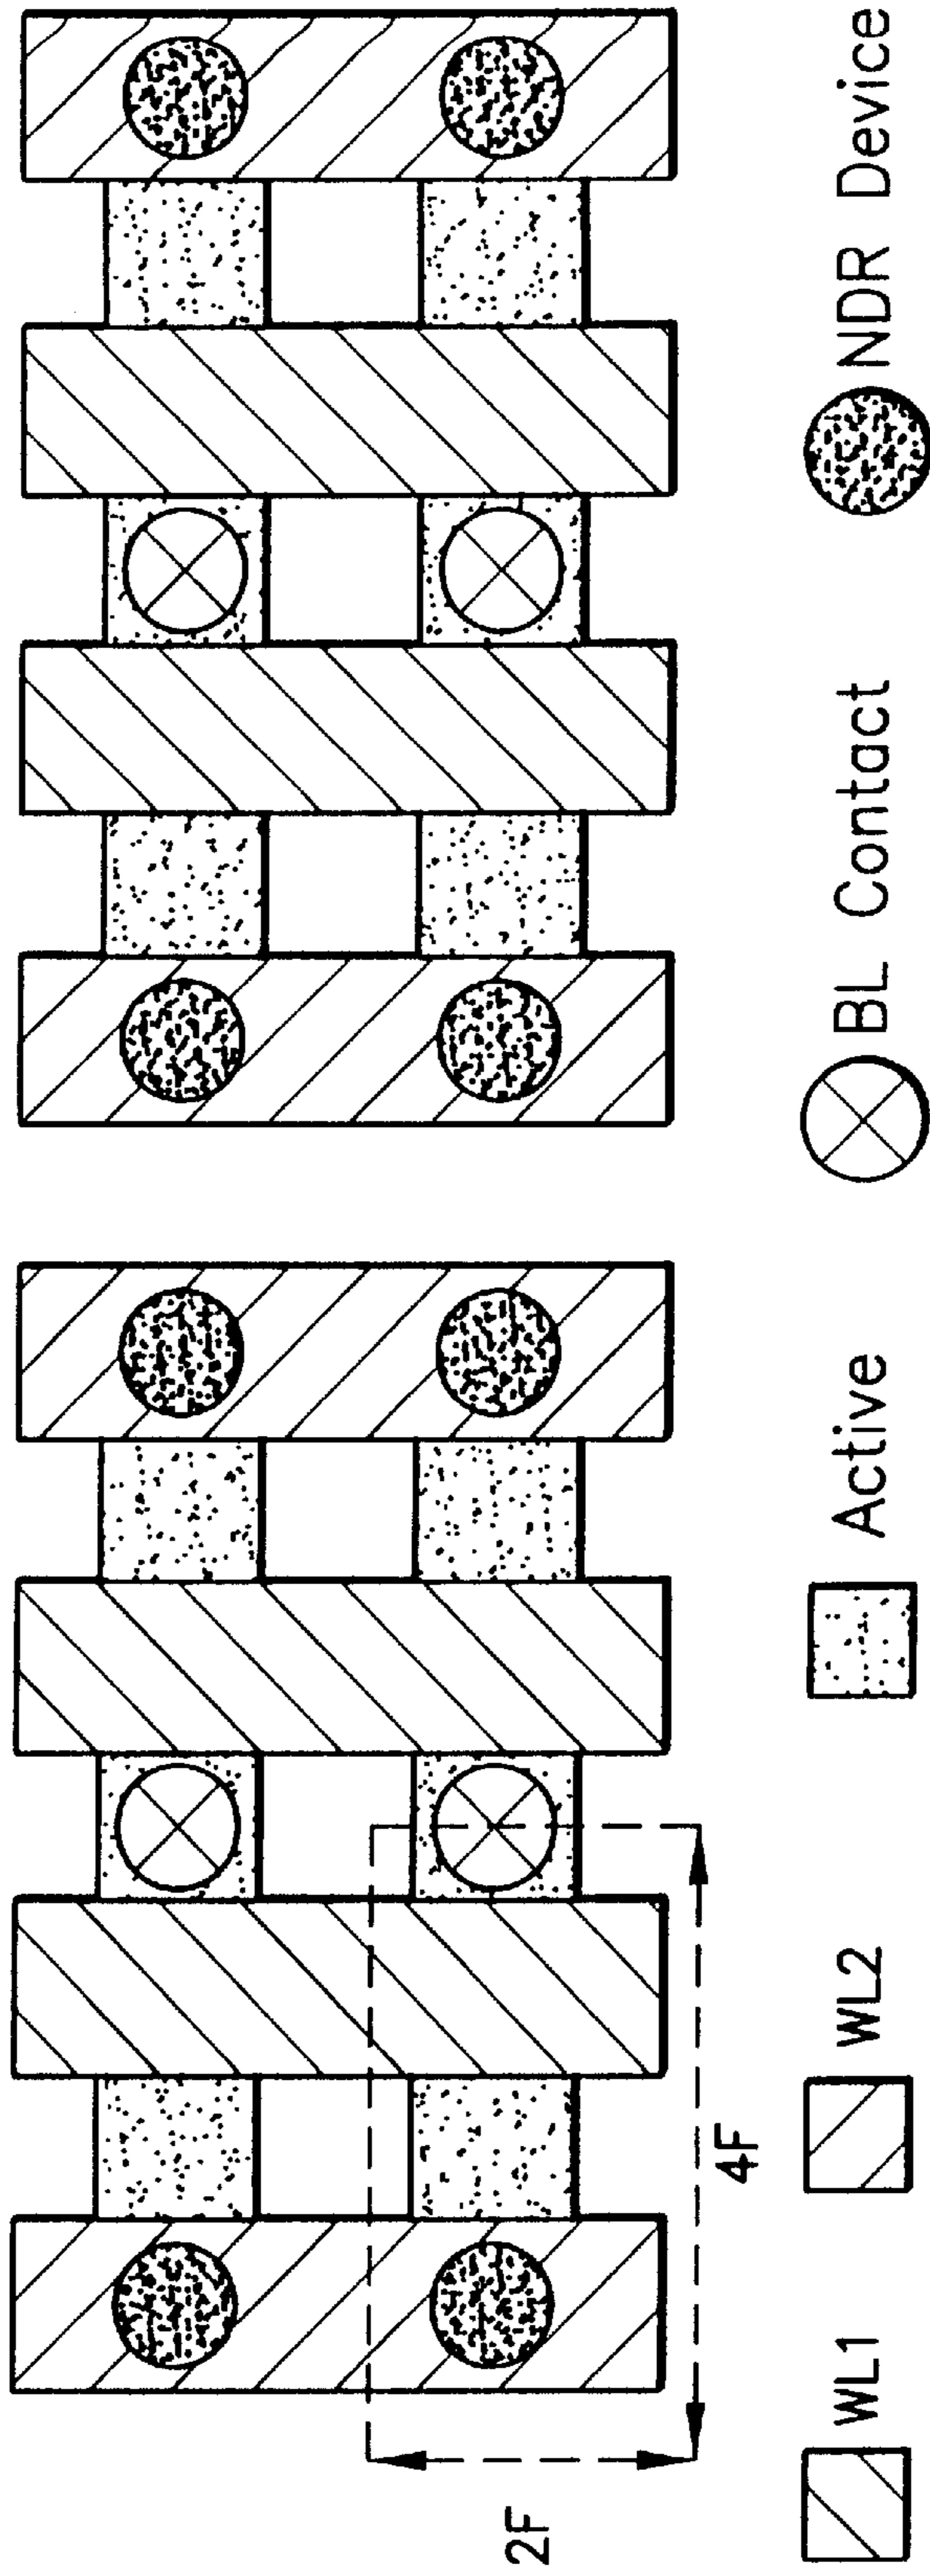 2F
4F
WL1
WL2
Active
BL Contact
NDR Device